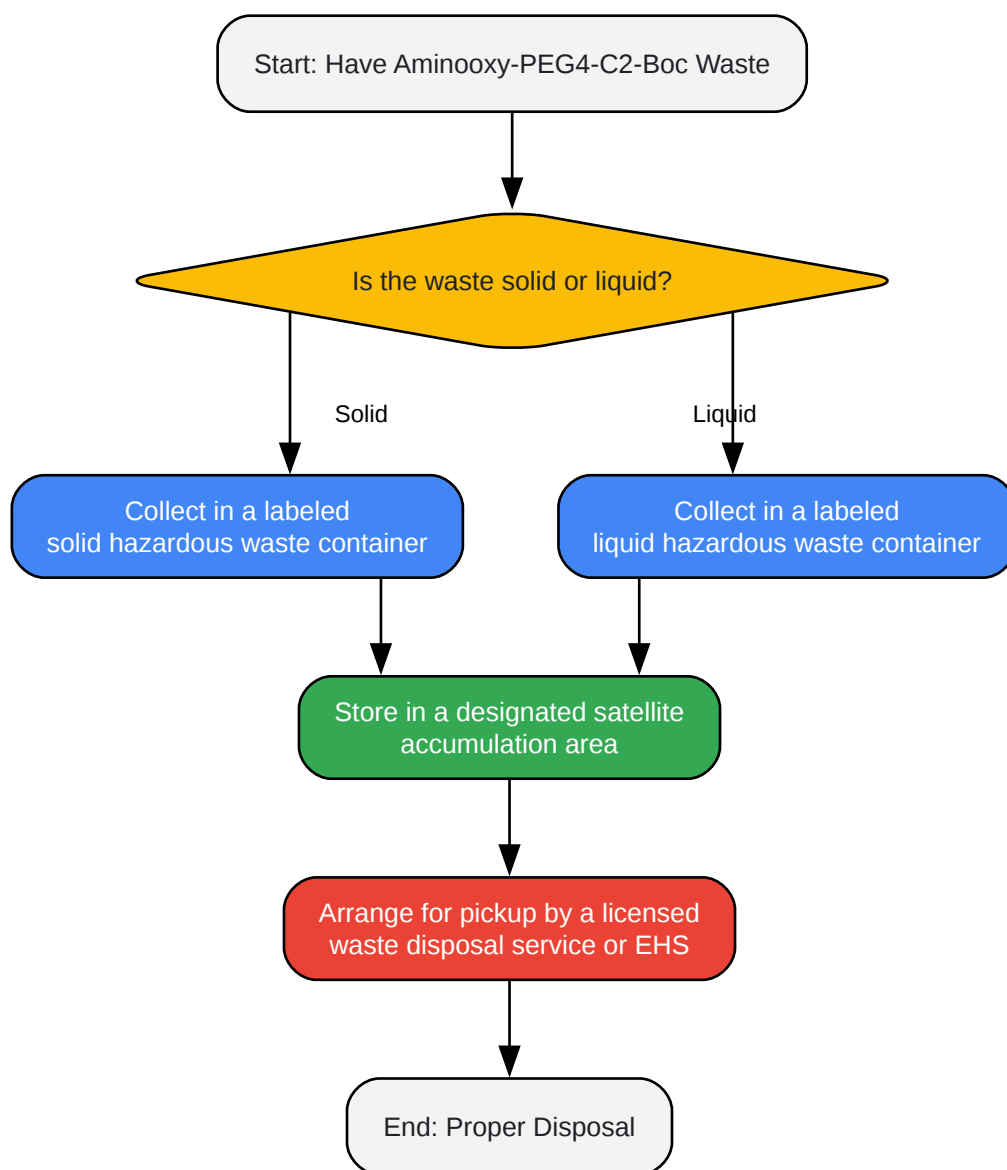 Start: Have Aminooxy-PEG4-C2-Boc Waste
Is the waste solid or liquid?
Solid
Liquid
Collect in a labeled
solid hazardous waste container
Collect in a labeled
liquid hazardous waste container
Store in a designated satellite
accumulation area
Arrange for pickup by a licensed
waste disposal service or EHS
End: Proper Disposal